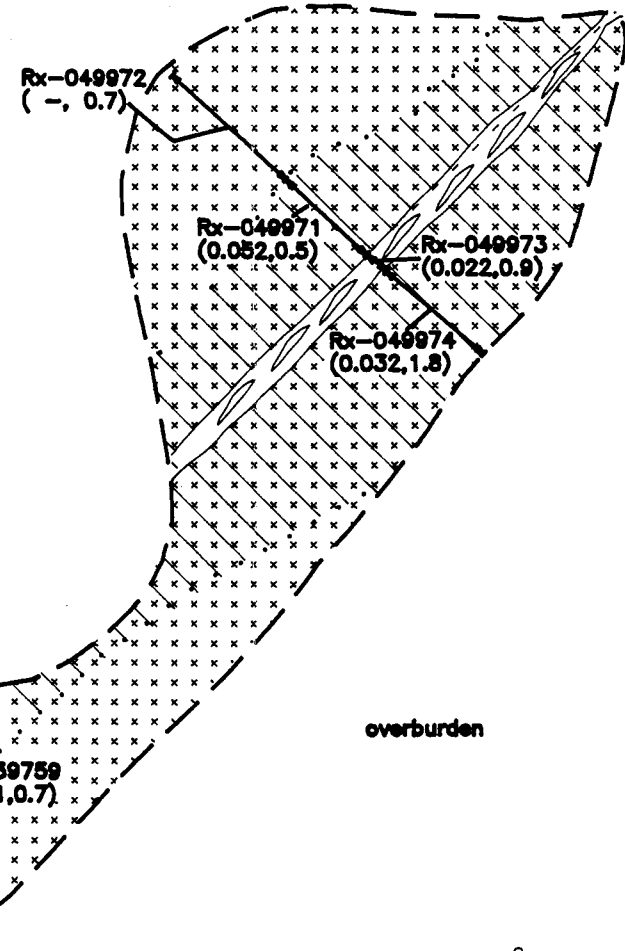 Rx-049972
( -, 0.7)
Rx-049971
(0.052,0.5)
Rx-049973
(0.022,0.9)
Rx-049974
(0.032,1.8)
overburden
59759
,0.7)